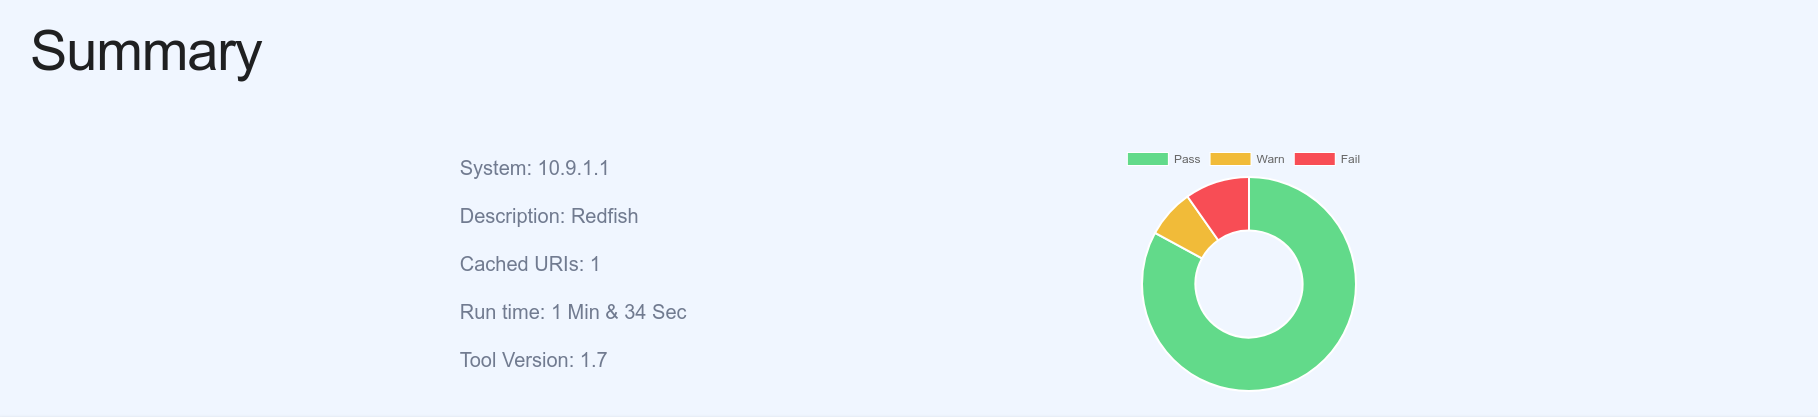 Summary
System: 10.9.1.1
Description: Redfish
Cached URIs: 1
Run time: 1 Min & 34 Sec
Tool Version: 1.7
Pass Warn Fail